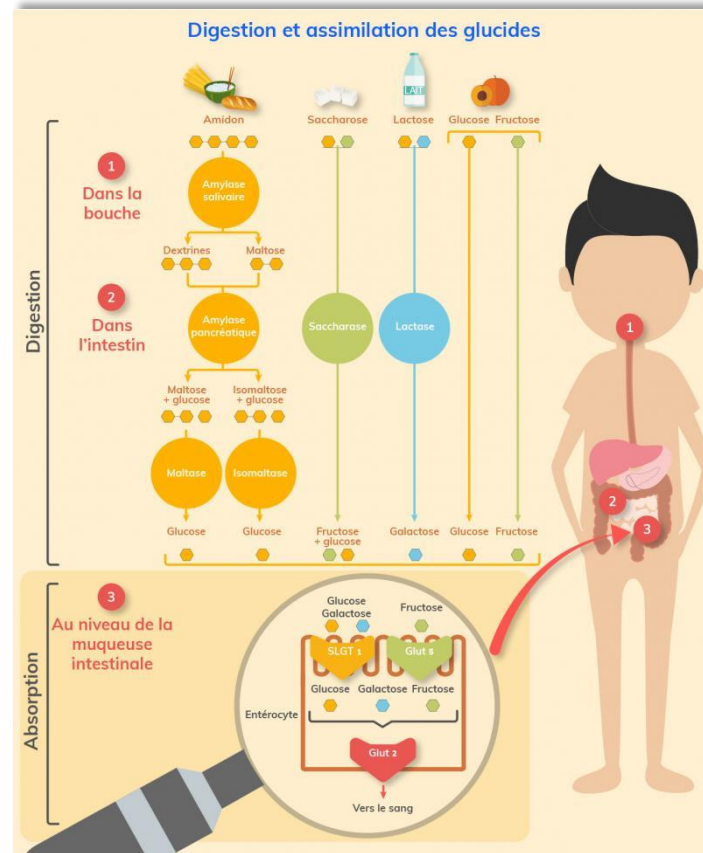 Digestion et assimilation des glucides
LAIT
Amidon
Saccharose
Lactose
Glucose
Fructose
Digestion
1
Dans la
bouche
Amylase
salivaire
Dextrines
Maltose
2
Dans
l'intestin
Amylase
pancréatique
Saccharase
Lactase
Maltose
+ glucose
Isomaltose
+ glucose
Maltase
Isomaltase
Glucose
Glucose
Fructose
+ glucose
Galactose
Glucose
Fructose
1
2
3
Absorption
3
Au niveau de la
muqueuse
intestinale
Glucose
Galactose
Fructose
SLGT 1
Glut 5
Glucose
Galactose
Fructose
Entérocyte
Glut 2
Vers le sang